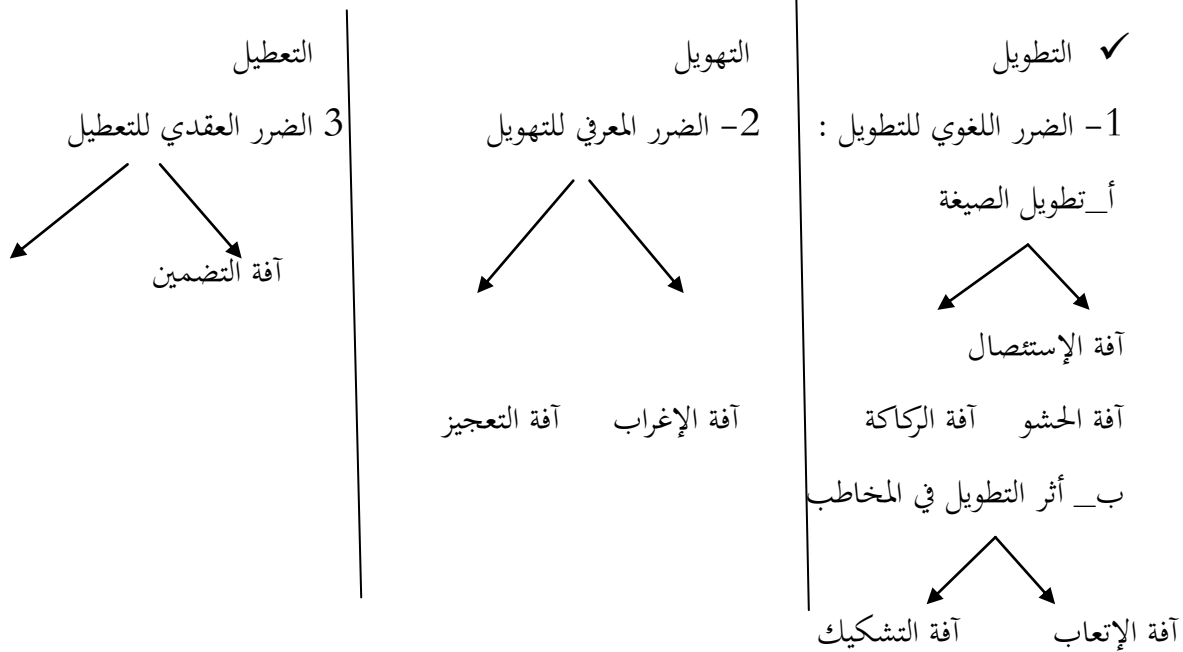 ✓ التطويل التهويل التعطيل
1- الضرر اللغوي للتطويل : 2- الضرر المعرفي للتهويل 3 الضرر العقدي للتعطيل
أ_تطويل الصيغة
آفة التضمين
آفة الإستئصال
آفة الحشو آفة الركاكة آفة الإغراب آفة التعجيز
ب_ أثر التطويل في المخاطب
آفة الإتعاب آفة التشكيك